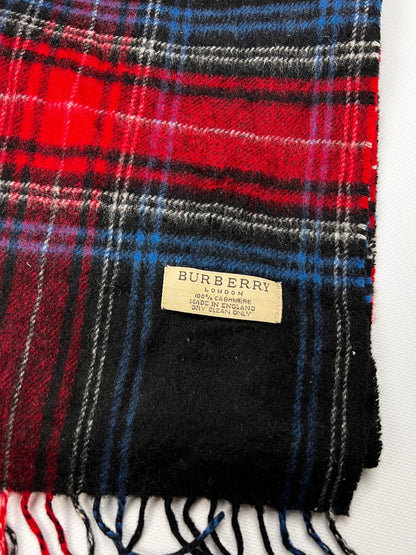 BURBERRY
LONDON
100% CASHMERE
MADE IN ENGLAND
DRY CLEAN ONLY